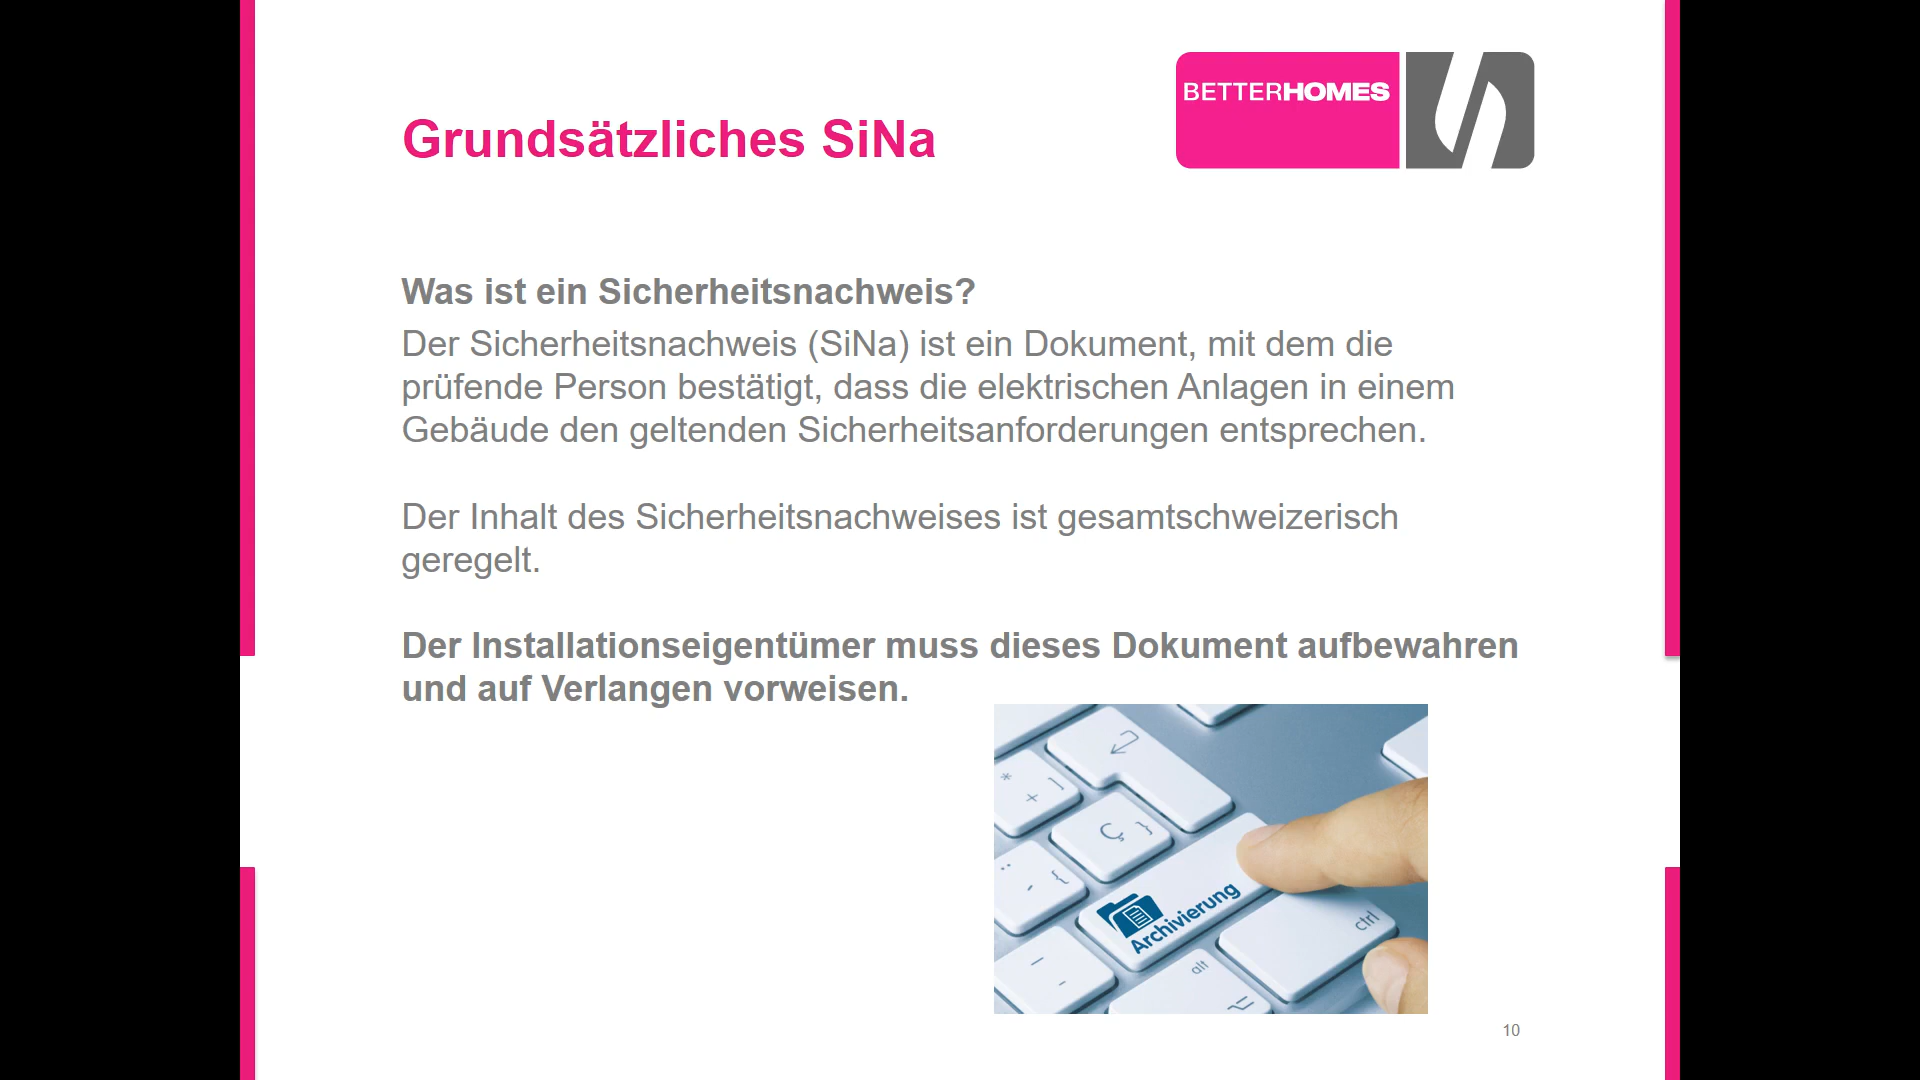 BETTERHOMES
Grundsätzliches SiNa
Was ist ein Sicherheitsnachweis?
Der Sicherheitsnachweis (SiNa) ist ein Dokument, mit dem die
prüfende Person bestätigt, dass die elektrischen Anlagen in einem
Gebäude den geltenden Sicherheitsanforderungen entsprechen.
Der Inhalt des Sicherheitsnachweises ist gesamtschweizerisch
geregelt.
Der Installationseigentümer muss dieses Dokument aufbewahren
und auf Verlangen vorweisen.
* ]
+
Ç }
¨ {
Archivierung
ctrl
alt
10